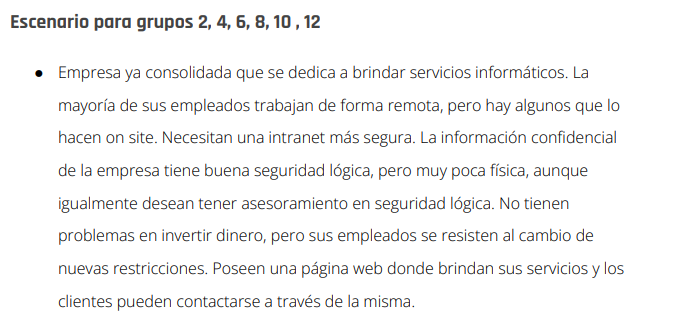 Escenario para grupos 2, 4, 6, 8, 10 , 12
● Empresa ya consolidada que se dedica a brindar servicios informáticos. La
mayoría de sus empleados trabajan de forma remota, pero hay algunos que lo
hacen on site. Necesitan una intranet más segura. La información confidencial
de la empresa tiene buena seguridad lógica, pero muy poca física, aunque
igualmente desean tener asesoramiento en seguridad lógica. No tienen
problemas en invertir dinero, pero sus empleados se resisten al cambio de
nuevas restricciones. Poseen una página web donde brindan sus servicios y los
clientes pueden contactarse a través de la misma.